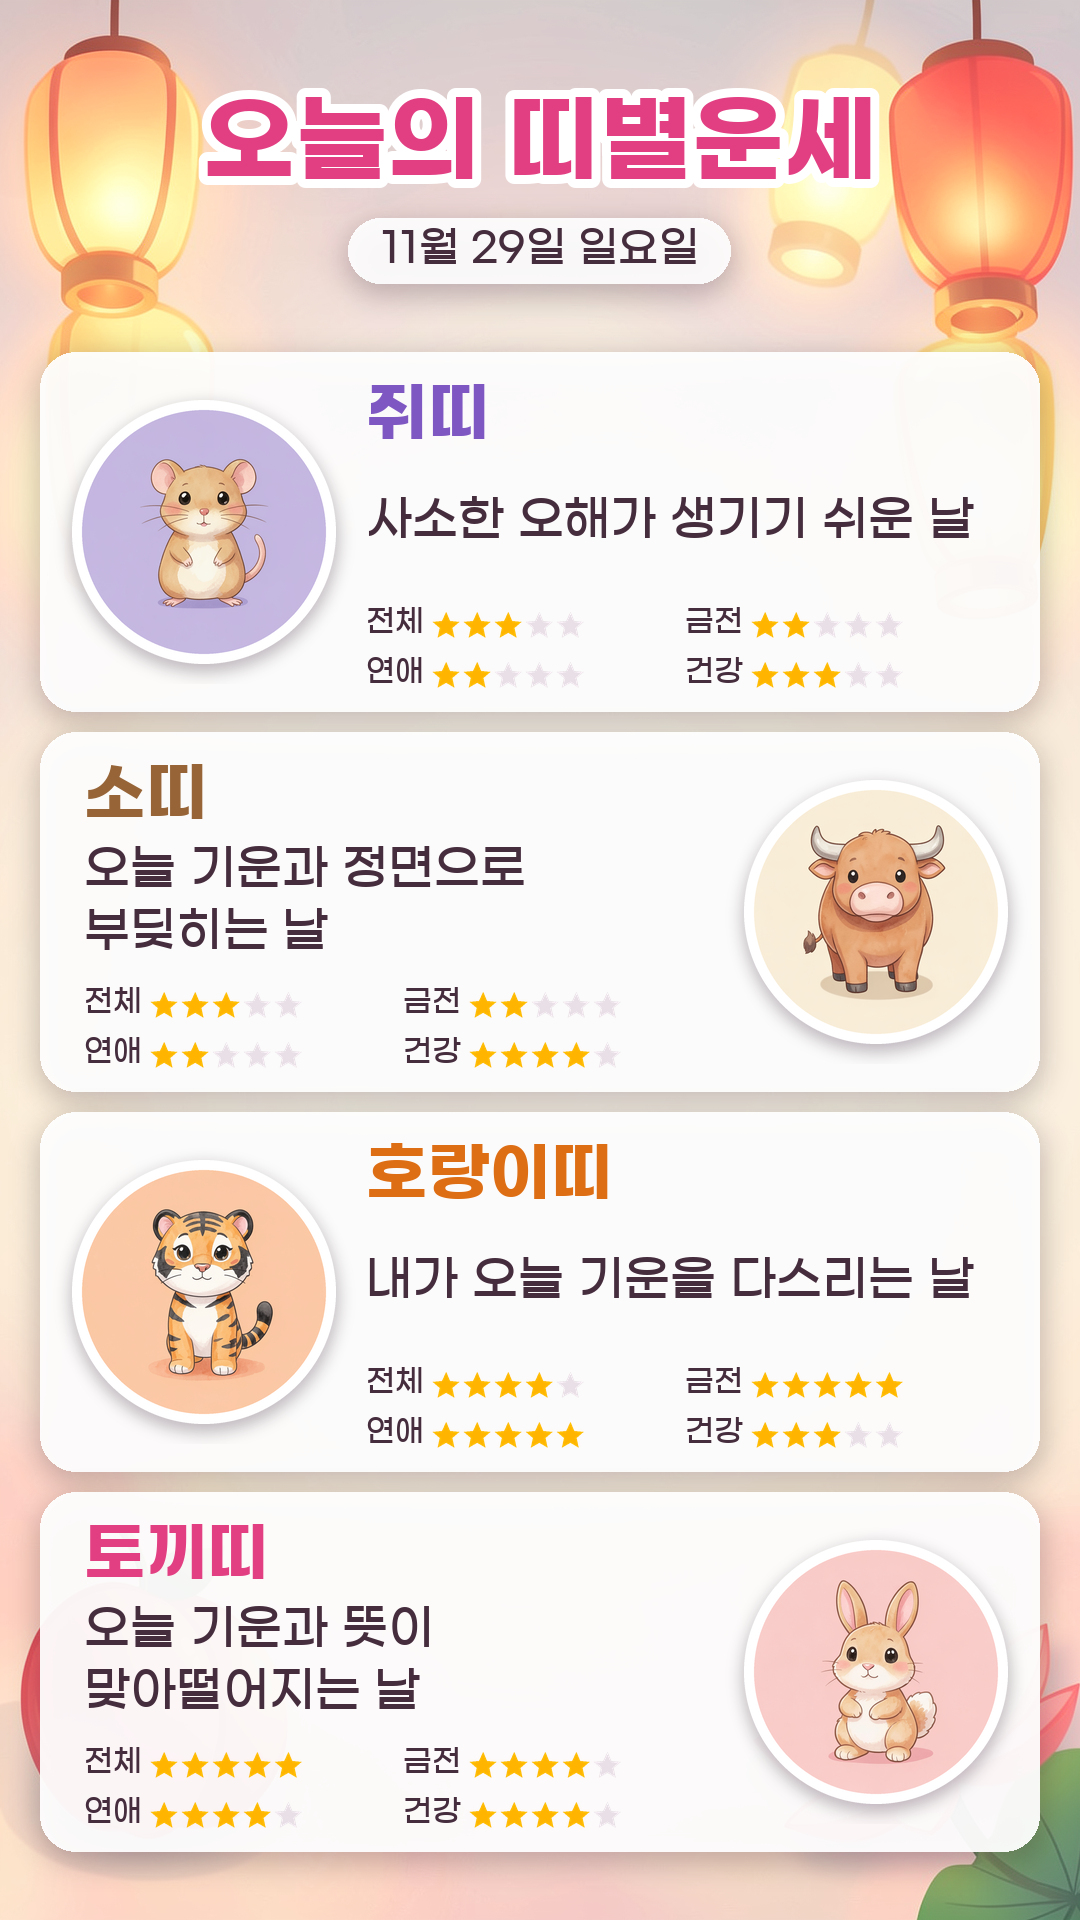 오늘의 띠별운세
11월 29일 일요일
쥐띠
사소한 오해가 생기기 쉬운 날
전체 ★★★☆☆ 금전 ★★☆☆☆
연애 ★★☆☆☆ 건강 ★★★☆☆
소띠
오늘 기운과 정면으로
부딪히는 날
전체 ★★★☆☆ 금전 ★★☆☆☆
연애 ★★☆☆☆ 건강 ★★★★☆
호랑이띠
내가 오늘 기운을 다스리는 날
전체 ★★★★☆ 금전 ★★★★★
연애 ★★★★★ 건강 ★★★☆☆
토끼띠
오늘 기운과 뜻이
맞아떨어지는 날
전체 ★★★★★ 금전 ★★★★☆
연애 ★★★★☆ 건강 ★★★★☆